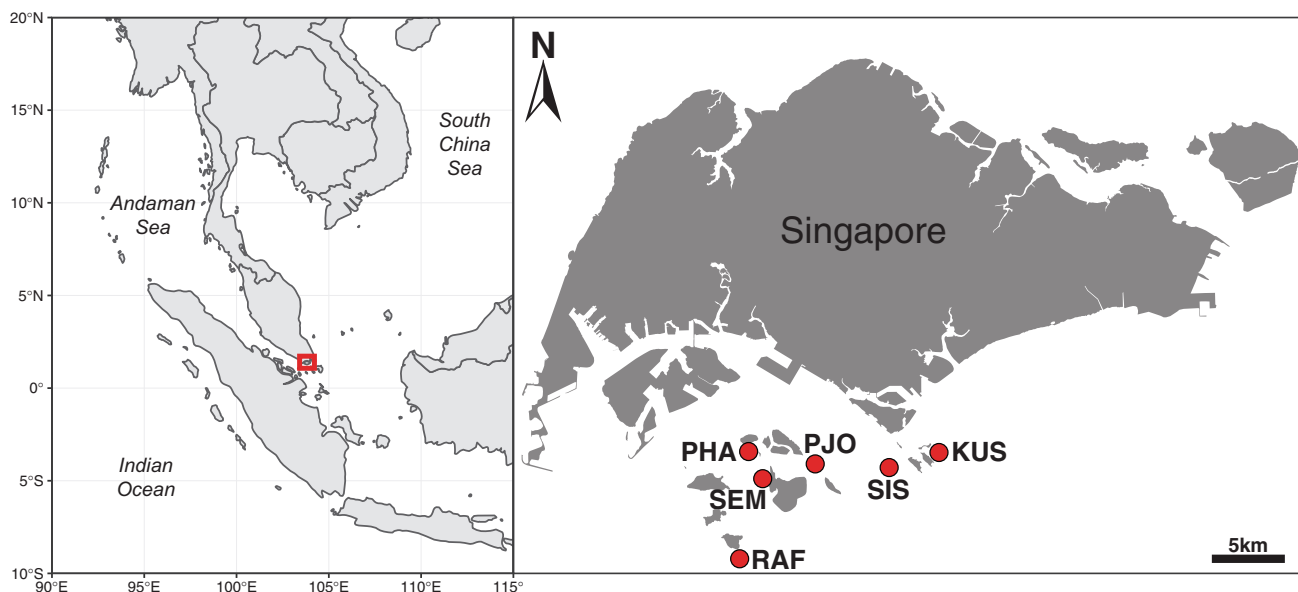 20°N
15°N
10°N
5°N
0°
5°S
10°S
90°E
95°E
100°E
105°E
110°E
115°
South
China
Sea
Andaman
Sea
Indian
Ocean
N
Singapore
PHA
PJO
KUS
SEM
SIS
RAF
5km